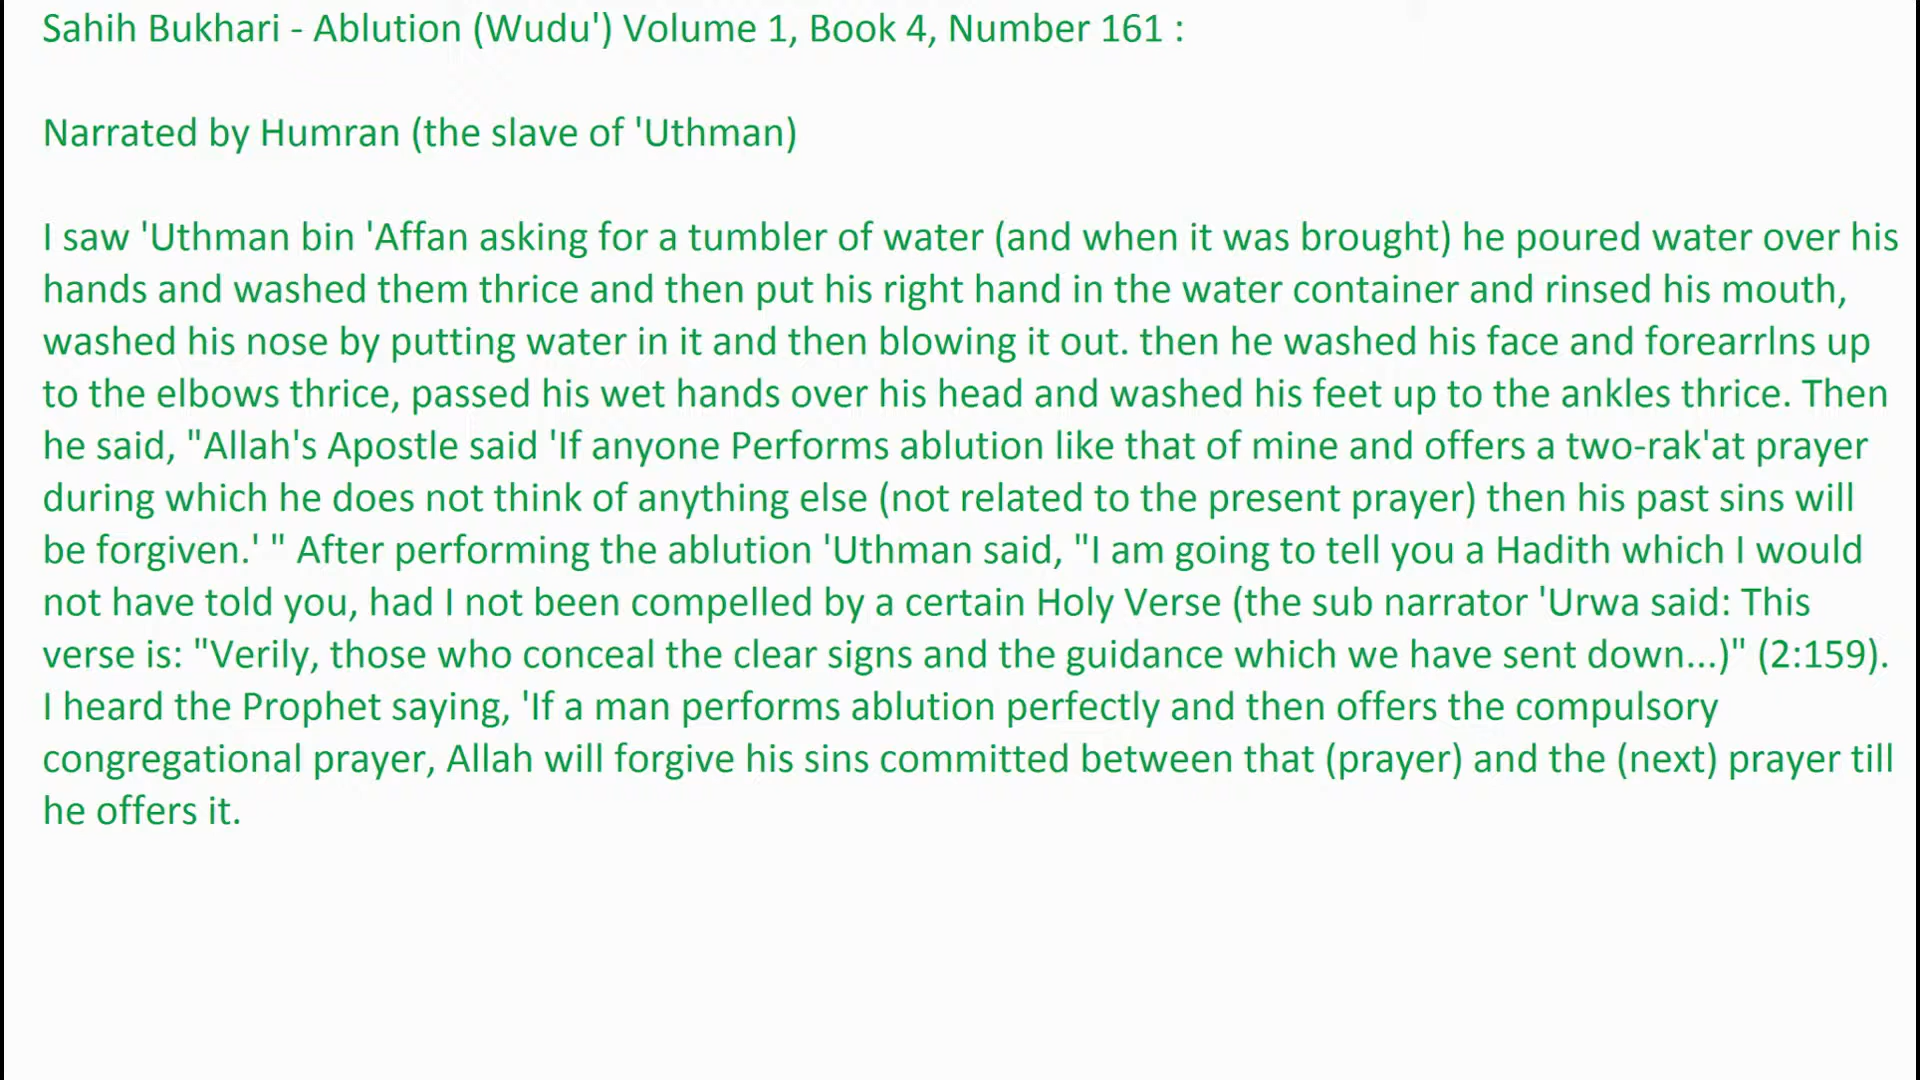 Sahih Bukhari - Ablution (Wudu') Volume 1, Book 4, Number 161 :
Narrated by Humran (the slave of 'Uthman)
I saw 'Uthman bin 'Affan asking for a tumbler of water (and when it was brought) he poured water over his
hands and washed them thrice and then put his right hand in the water container and rinsed his mouth,
washed his nose by putting water in it and then blowing it out. then he washed his face and forearrlns up
to the elbows thrice, passed his wet hands over his head and washed his feet up to the ankles thrice. Then
he said, "Allah's Apostle said 'If anyone Performs ablution like that of mine and offers a two-rak'at prayer
during which he does not think of anything else (not related to the present prayer) then his past sins will
be forgiven.' " After performing the ablution 'Uthman said, "I am going to tell you a Hadith which I would
not have told you, had I not been compelled by a certain Holy Verse (the sub narrator 'Urwa said: This
verse is: "Verily, those who conceal the clear signs and the guidance which we have sent down...)" (2:159).
I heard the Prophet saying, 'If a man performs ablution perfectly and then offers the compulsory
congregational prayer, Allah will forgive his sins committed between that (prayer) and the (next) prayer till
he offers it.